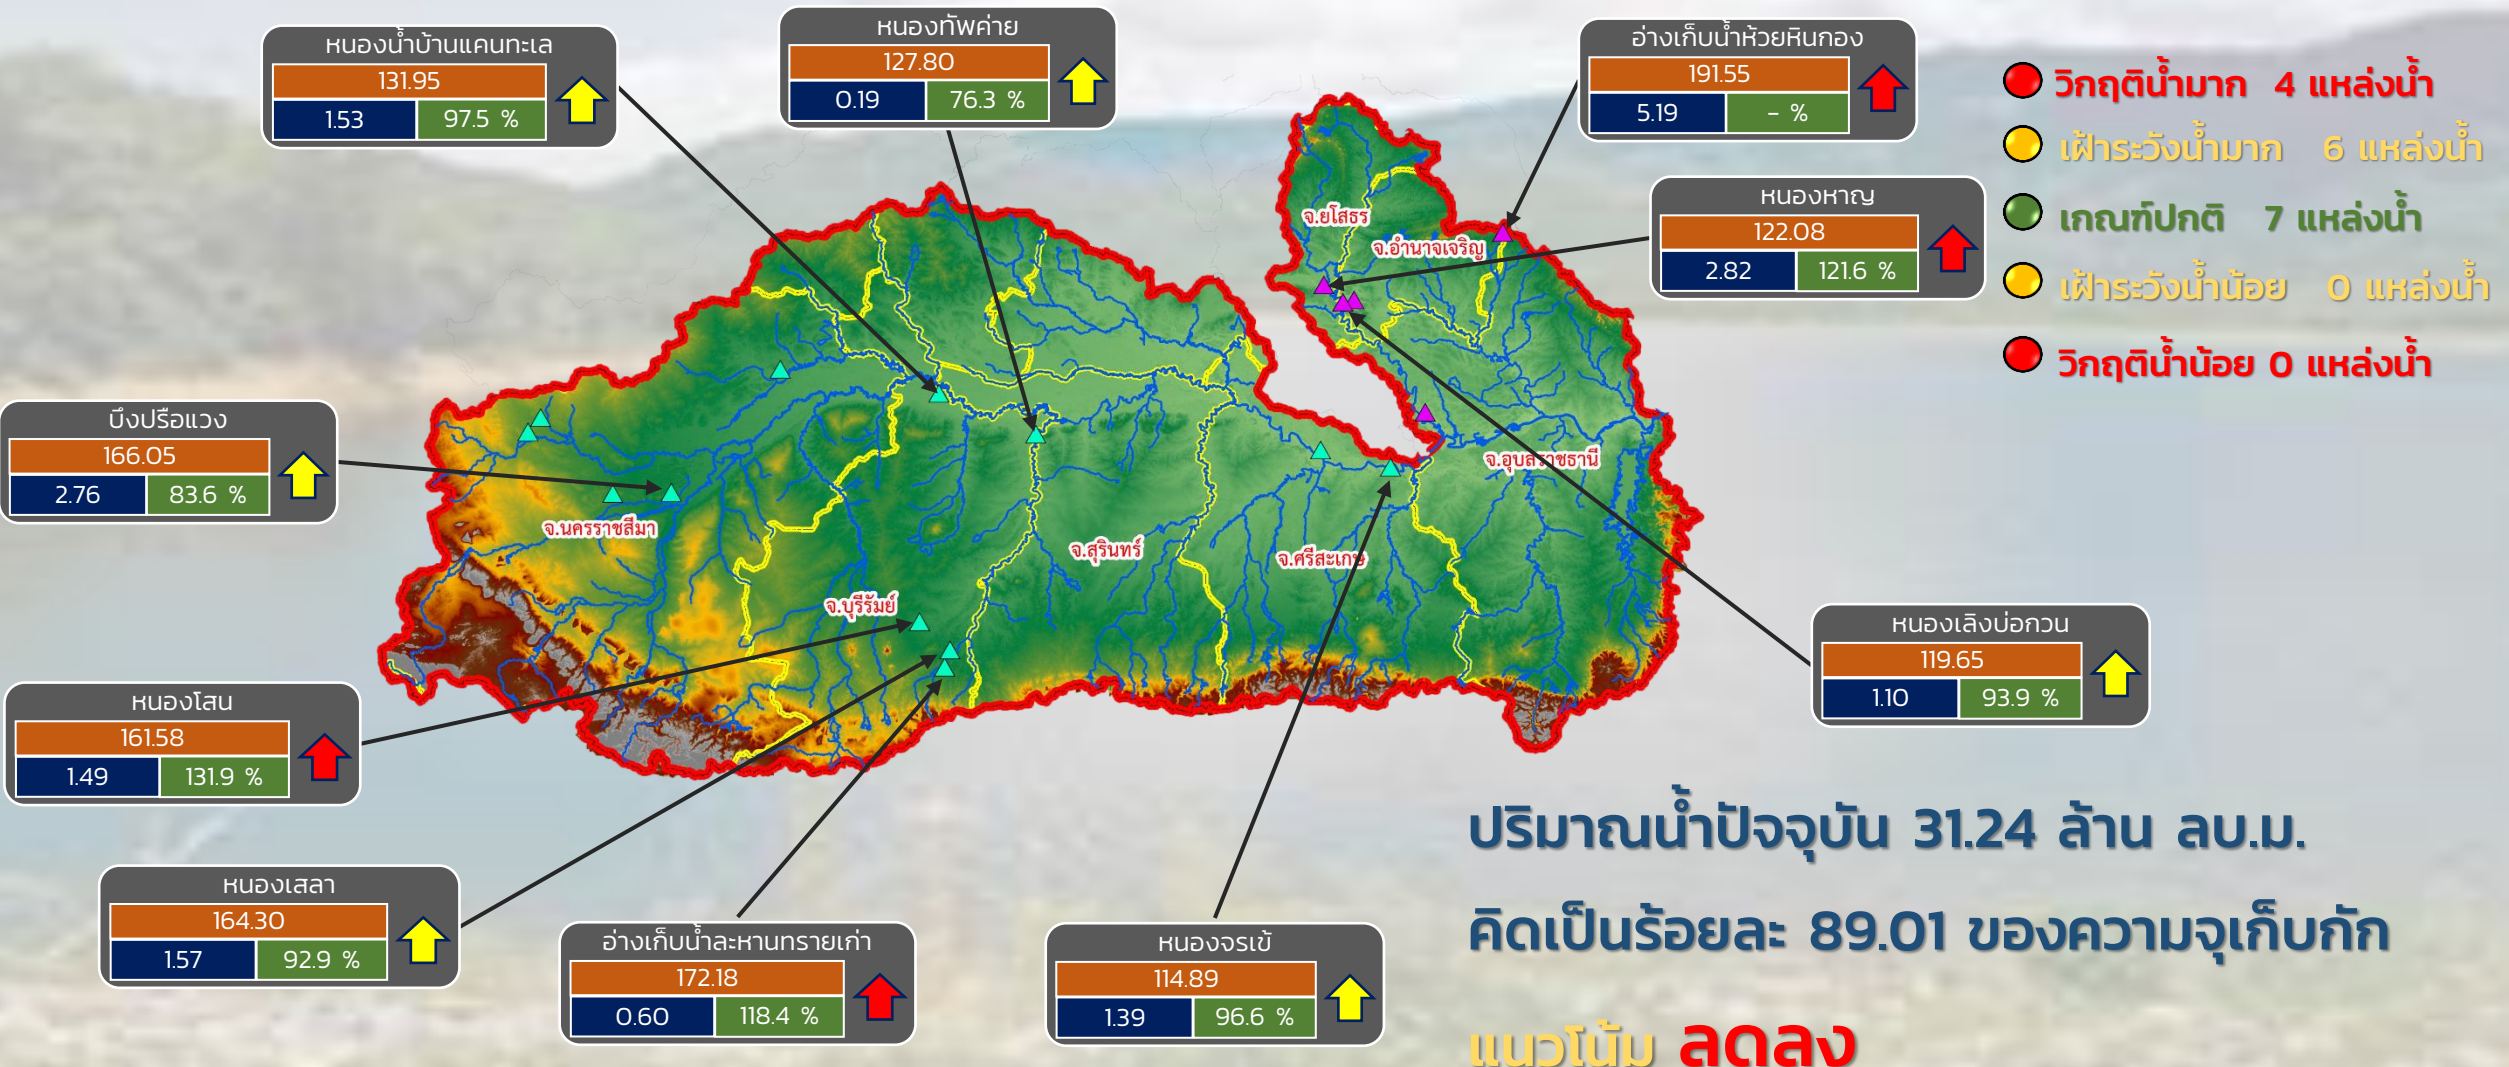 หนองน้ำบ้านแคนทะเล
131.95
1.53 97.5 %
หนองทัพค่าย
127.80
0.19 76.3 %
อ่างเก็บน้ำห้วยหินกอง
191.55
5.19 - %
วิกฤติน้ำมาก 4 แหล่งน้ำ
เฝ้าระวังน้ำมาก 6 แหล่งน้ำ
เกณฑ์ปกติ 7 แหล่งน้ำ
เฝ้าระวังน้ำน้อย 0 แหล่งน้ำ
วิกฤติน้ำน้อย 0 แหล่งน้ำ
หนองหาญ
122.08
2.82 121.6 %
จ.ยโสธร
จ.อำนาจเจริญ
บึงปรือแวง
166.05
2.76 83.6 %
จ.อุบลราชธานี
จ.นครราชสีมา
จ.สุรินทร์
จ.ศรีสะเกษ
จ.บุรีรัมย์
หนองเลิงบ่อกวน
119.65
1.10 93.9 %
หนองโสน
161.58
1.49 131.9 %
หนองเสลา
164.30
1.57 92.9 %
อ่างเก็บน้ำละหานทรายเก่า
172.18
0.60 118.4 %
หนองจรเข้
114.89
1.39 96.6 %
ปริมาณน้ำปัจจุบัน 31.24 ล้าน ลบ.ม.
คิดเป็นร้อยละ 89.01 ของความจุเก็บกัก
แนวโน้ม ลดลง